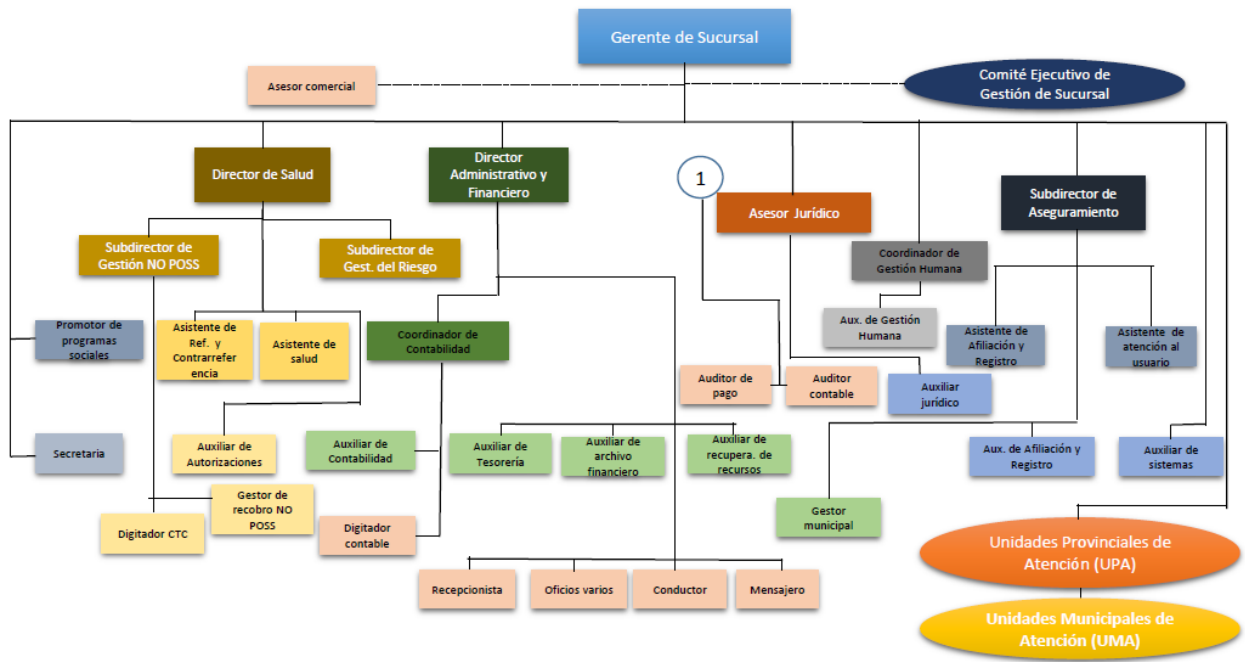 Gerente de Sucursal
Asesor comercial
Comité Ejecutivo de
Gestión de Sucursal
Director de Salud
Director
Administrativo y
Financiero
1
Asesor Jurídico
Subdirector de
Aseguramiento
Subdirector de
Gestión NO POSS
Subdirector de
Gest. del Riesgo
Coordinador de
Gestión Humana
Promotor de
programas
sociales
Asistente de
Ref. y
Contrarrefer
encia
Asistente de
salud
Coordinador de
Contabilidad
Aux. de Gestión
Humana
Asistente de
Afiliación y
Registro
Asistente de
atención al
usuario
Auditor de
pago
Auditor
contable
Auxiliar
jurídico
Secretaria
Auxiliar de
Autorizaciones
Auxiliar de
Contabilidad
Auxiliar de
Tesorería
Auxiliar de
archivo
financiero
Auxiliar de
recupera. de
recursos
Aux. de Afiliación y
Registro
Auxiliar de
sistemas
Digitador CTC
Gestor de
recobro NO
POSS
Digitador
contable
Gestor
municipal
Recepcionista
Oficios varios
Conductor
Mensajero
Unidades Provinciales de
Atención (UPA)
Unidades Municipales de
Atención (UMA)